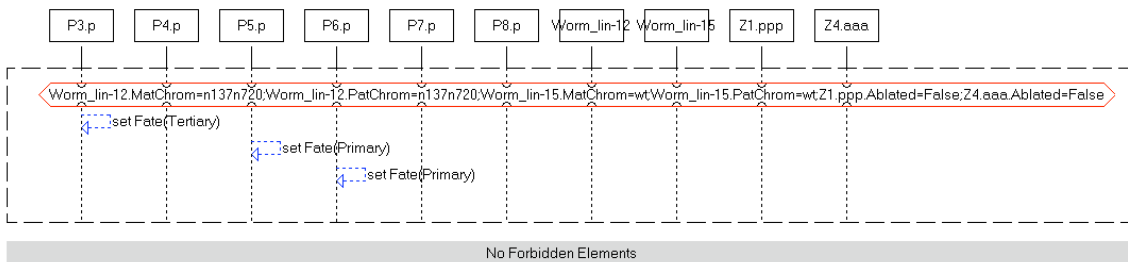 P3.p P4.p P5.p P6.p P7.p P8.p Worm_lin-12 Worm_lin-15 Z1.ppp Z4.aaa
Worm_lin-12.MatChrom=n137n720;Worm_lin-12.PatChrom=n137n720;Worm_lin-15.MatChrom=wt;Worm_lin-15.PatChrom=wt;Z1.ppp.Ablated=False;Z4.aaa.Ablated=False
set Fate(Tertiary)
set Fate(Primary)
set Fate(Primary)
No Forbidden Elements